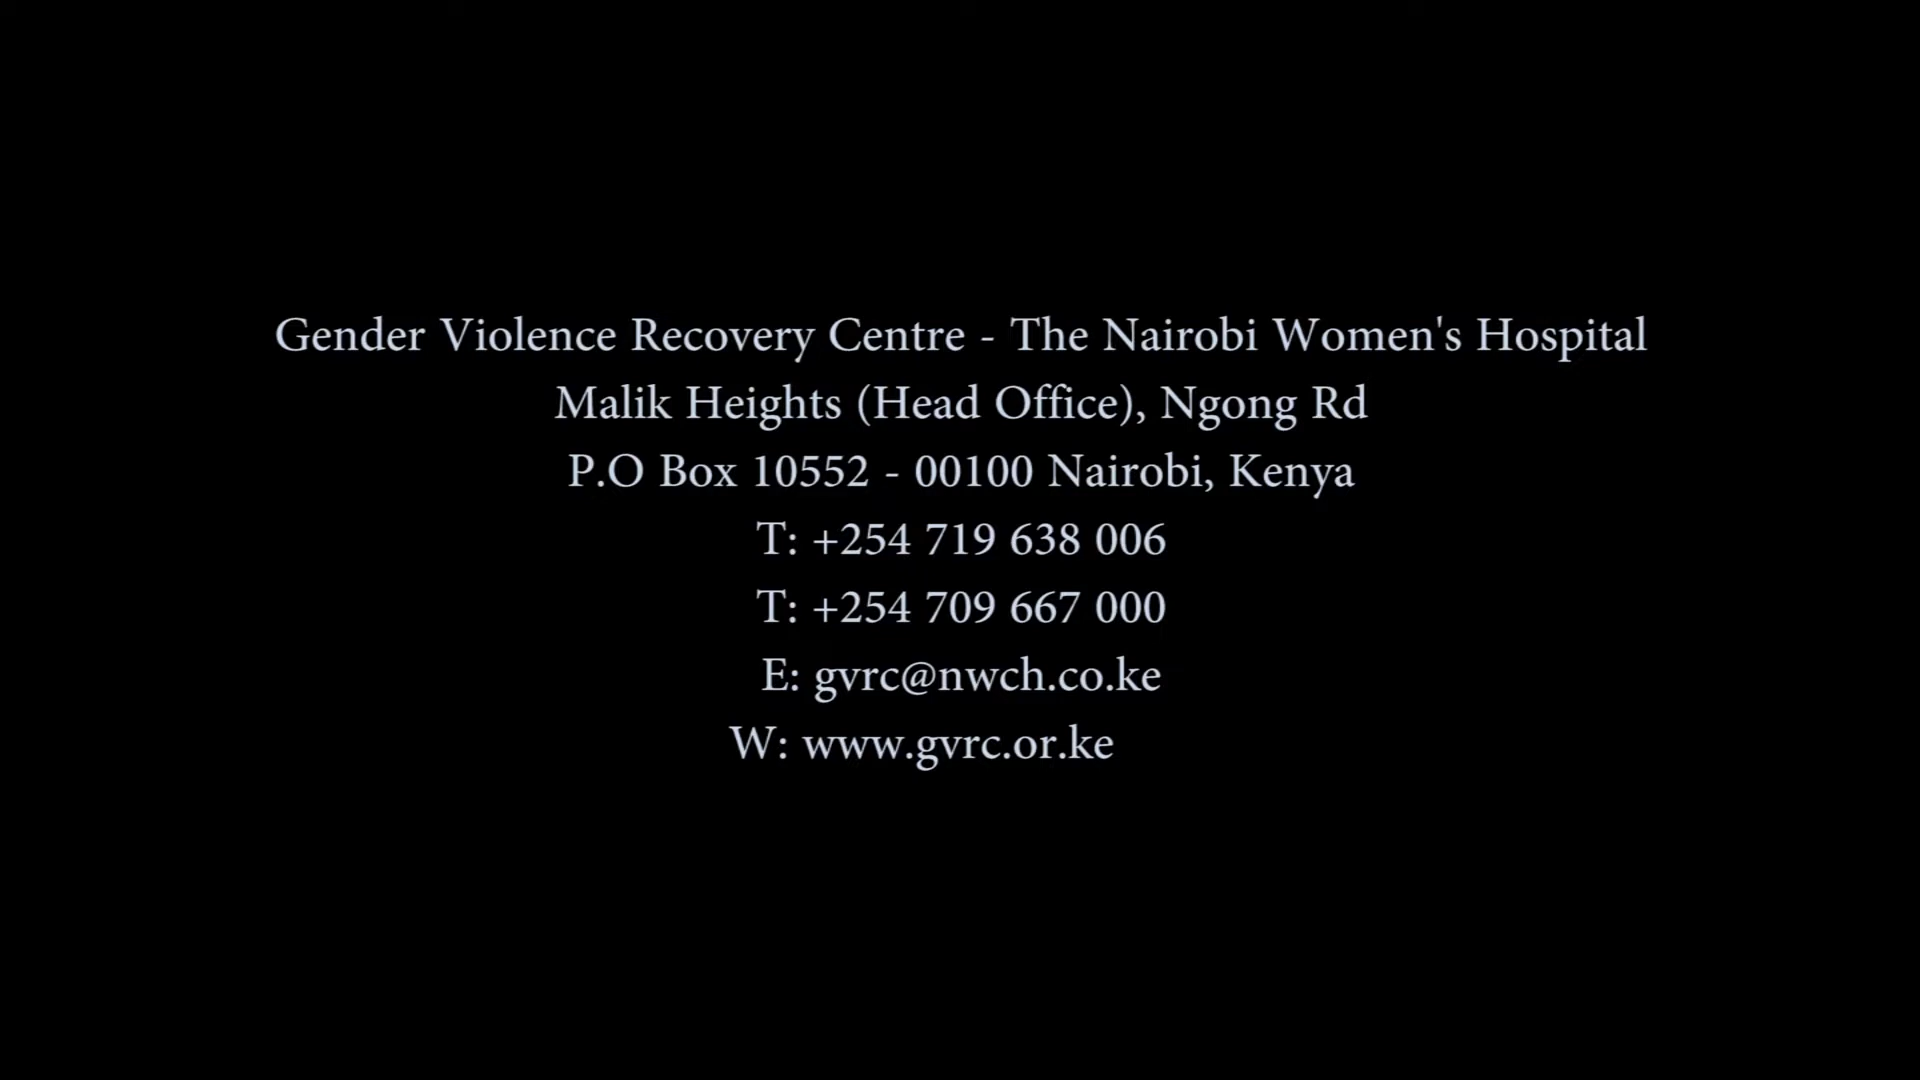 Gender Violence Recovery Centre - The Nairobi Women's Hospital
Malik Heights (Head Office), Ngong Rd
P.O Box 10552 - 00100 Nairobi, Kenya
T: +254 719 638 006
T: +254 709 667 000
E: gvrc@nwch.co.ke
W: www.gvrc.or.ke